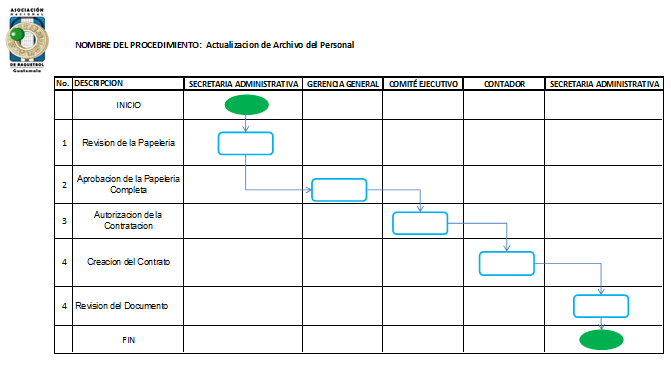 ASOCIACIÓN
NACIONAL
DE RAQUETBOL
Guatemala
NOMBRE DEL PROCEDIMIENTO: Actualizacion de Archivo del Personal
No. DESCRIPCION SECRETARIA ADMINISTRATIVA GERENCIA GENERAL COMITÉ EJECUTIVO CONTADOR SECRETARIA ADMINISTRATIVA
INICIO
1 Revision de la Papeleria
2 Aprobacion de la Papeleria
Completa
3 Autorizacion de la
Contratacion
4 Creacion del Contrato
4 Revision del Documento
FIN